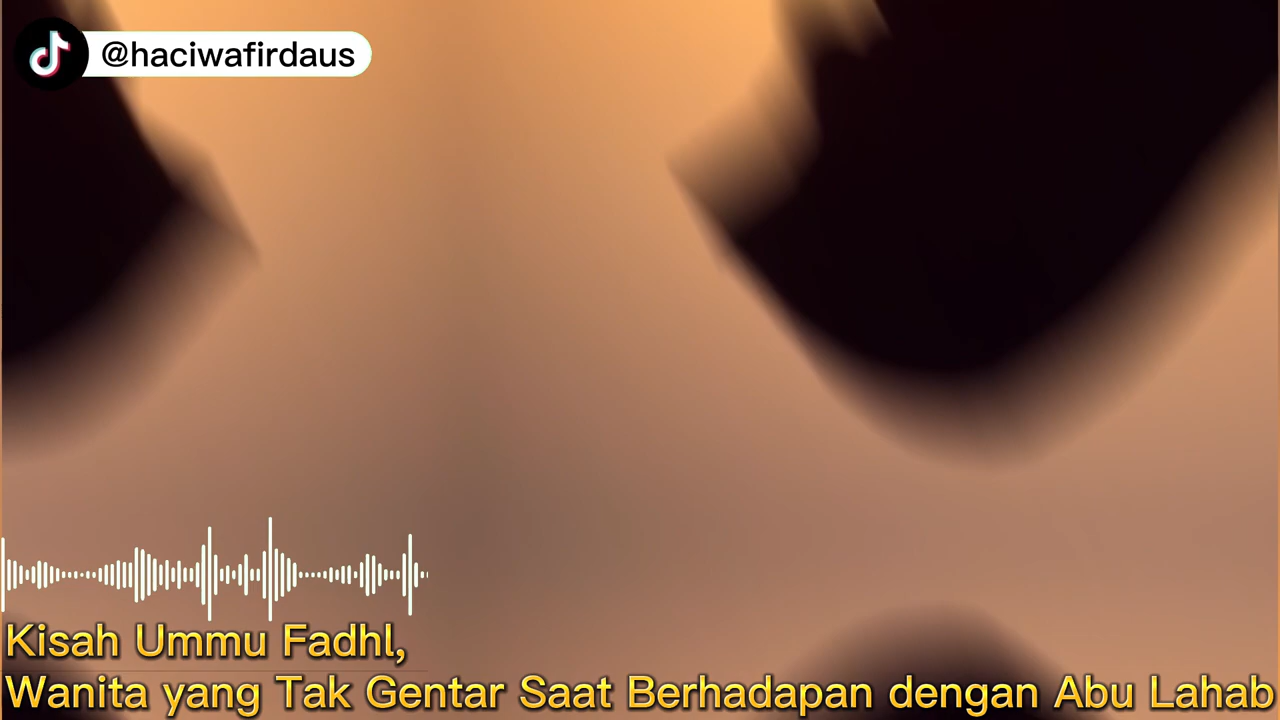 @haciwafirdaus
Kisah Ummu Fadhl,
Wanita yang Tak Gentar Saat Berhadapan dengan Abu Lahab